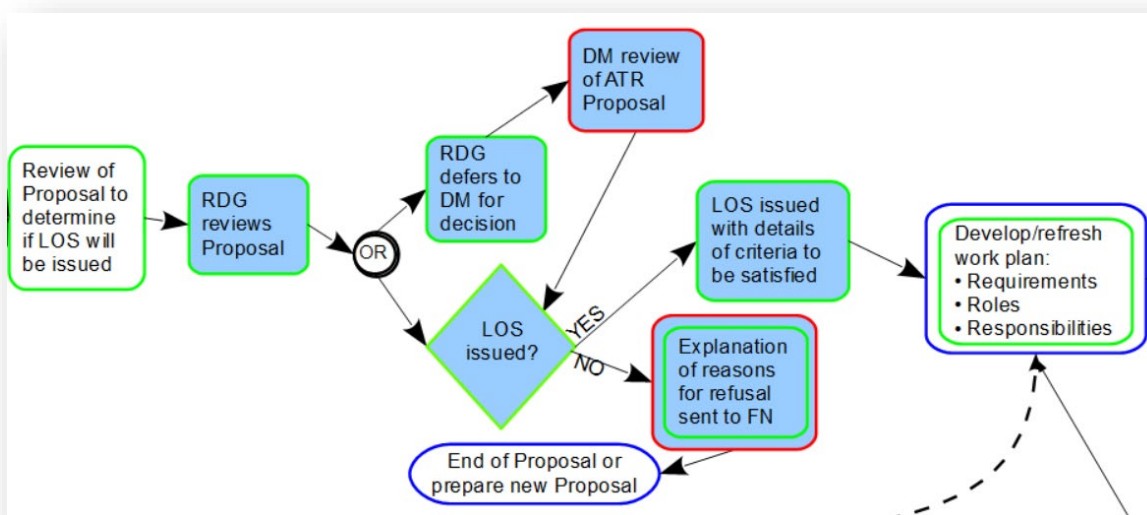 Review of
Proposal to
determine
if LOS will
be issued
RDG
reviews
Proposal
OR
RDG
defers to
DM for
decision
DM review
of ATR
Proposal
LOS
issued?
YES
NO
LOS issued
with details
of criteria to
be satisfied
Explanation
of reasons
for refusal
sent to FN
End of Proposal or
prepare new Proposal
Develop/refresh
work plan:
• Requirements
• Roles
• Responsibilities